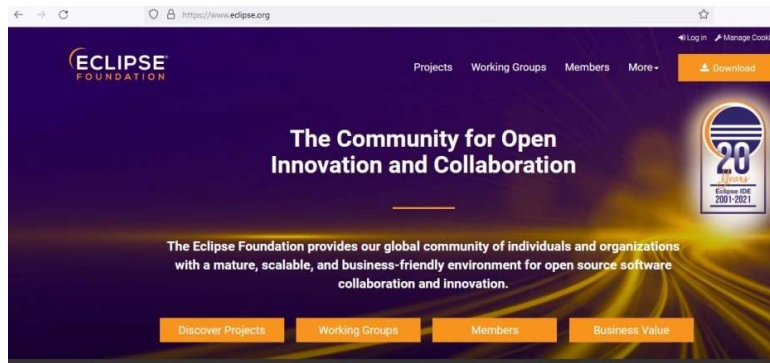 https://www.eclipse.org
Log in Manage Cooki
ECLIPSE
FOUNDATION
Projects Working Groups Members More
Download
The Community for Open
Innovation and Collaboration
20
Years
Eclipse IDE
2001-2021
The Eclipse Foundation provides our global community of individuals and organizations
with a mature, scalable, and business-friendly environment for open source software
collaboration and innovation.
Discover Projects Working Groups Members Business Value